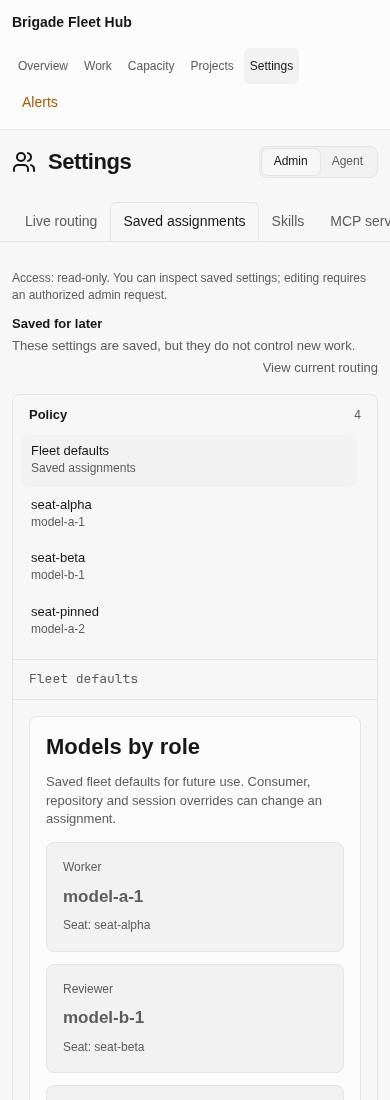 Brigade Fleet Hub
Overview Work Capacity Projects Settings
Alerts
Settings
Admin Agent
Live routing Saved assignments Skills MCP serv
Access: read-only. You can inspect saved settings; editing requires
an authorized admin request.
Saved for later
These settings are saved, but they do not control new work.
View current routing
Policy 4
Fleet defaults
Saved assignments
seat-alpha
model-a-1
seat-beta
model-b-1
seat-pinned
model-a-2
Fleet defaults
Models by role
Saved fleet defaults for future use. Consumer,
repository and session overrides can change an
assignment.
Worker
model-a-1
Seat: seat-alpha
Reviewer
model-b-1
Seat: seat-beta